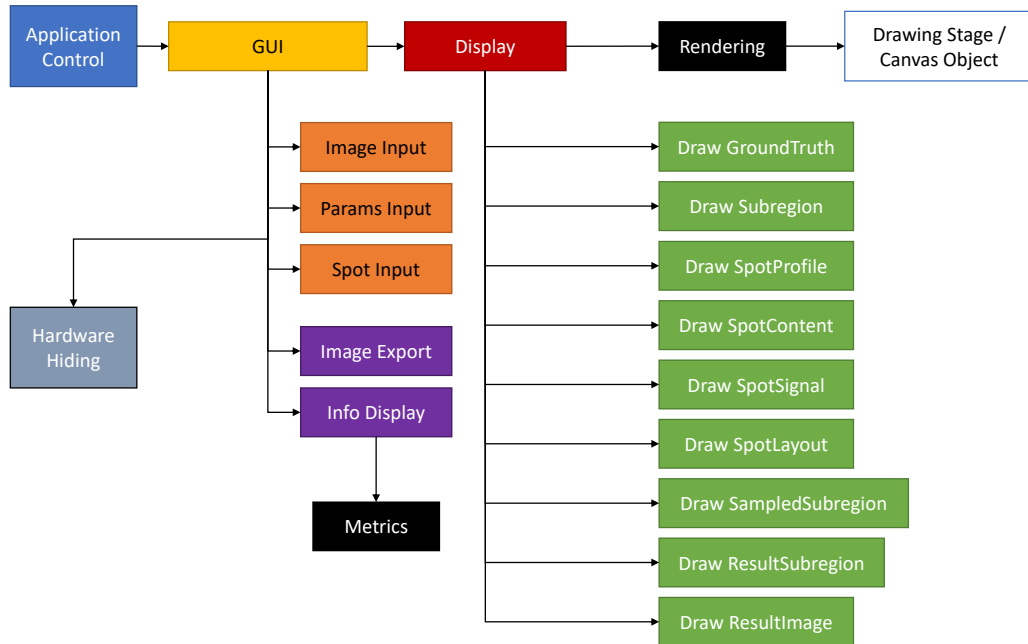 Application
Control
GUI
Display
Rendering
Drawing Stage /
Canvas Object
Image Input
Params Input
Spot Input
Hardware
Hiding
Image Export
Info Display
Metrics
Draw GroundTruth
Draw Subregion
Draw SpotProfile
Draw SpotContent
Draw SpotSignal
Draw SpotLayout
Draw SampledSubregion
Draw ResultSubregion
Draw ResultImage